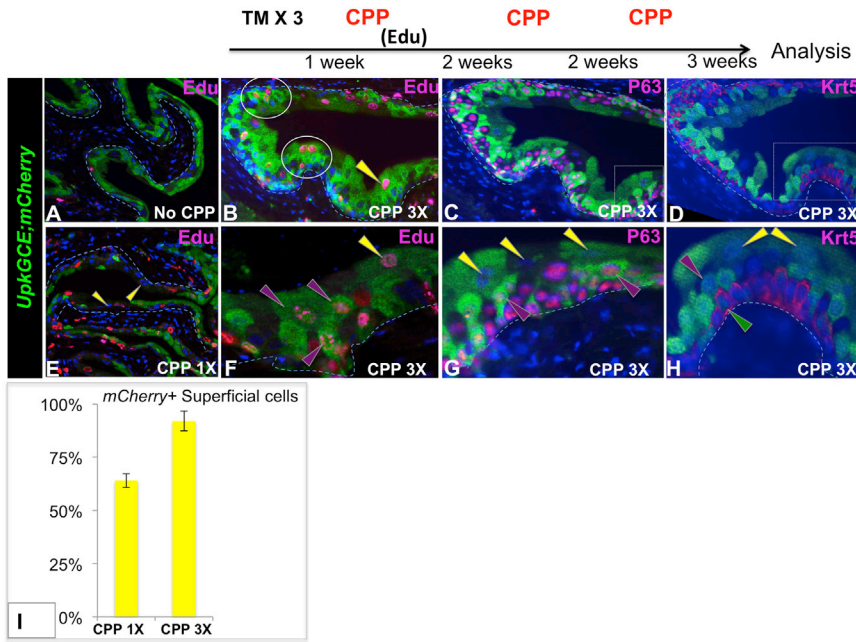 TM X 3 CPP CPP CPP
(Edu)
1 week 2 weeks 2 weeks 3 weeks Analysis
UpkGCE;mCherry
Edu Edu P63 Krt5
A No CPP B CPP 3X C CPP 3X D CPP 3X
Edu P63 Krt5
E CPP 1X F CPP 3X G CPP 3X H CPP 3X
mCherry+ Superficial cells
100%
75%
50%
25%
0%
I CPP 1X CPP 3X